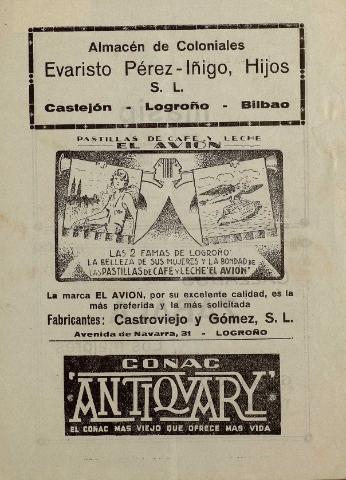 Almacén de Coloniales
Evaristo Pérez-Iñigo, Hijos
S. L.
Castejón - Logroño - Bilbao
PASTILLAS DE CAFE Y LECHE
EL AVION
LAS 2 FAMAS DE LOGROÑO
LA BELLEZA DE SUS MUJERES Y LA BONDAD DE
LAS PASTILLAS DE CAFÉ Y LECHE "EL AVION"
La marca EL AVION, por su excelente calidad, es la
más preferida y la más solicitada
Fabricantes: Castroviejo y Gómez, S. L.
Avenida de Navarra, 31 - LOGROÑO
COÑAC
"ANTIQVARY"
EL COÑAC MAS VIEJO QUE OFRECE MAS VIDA